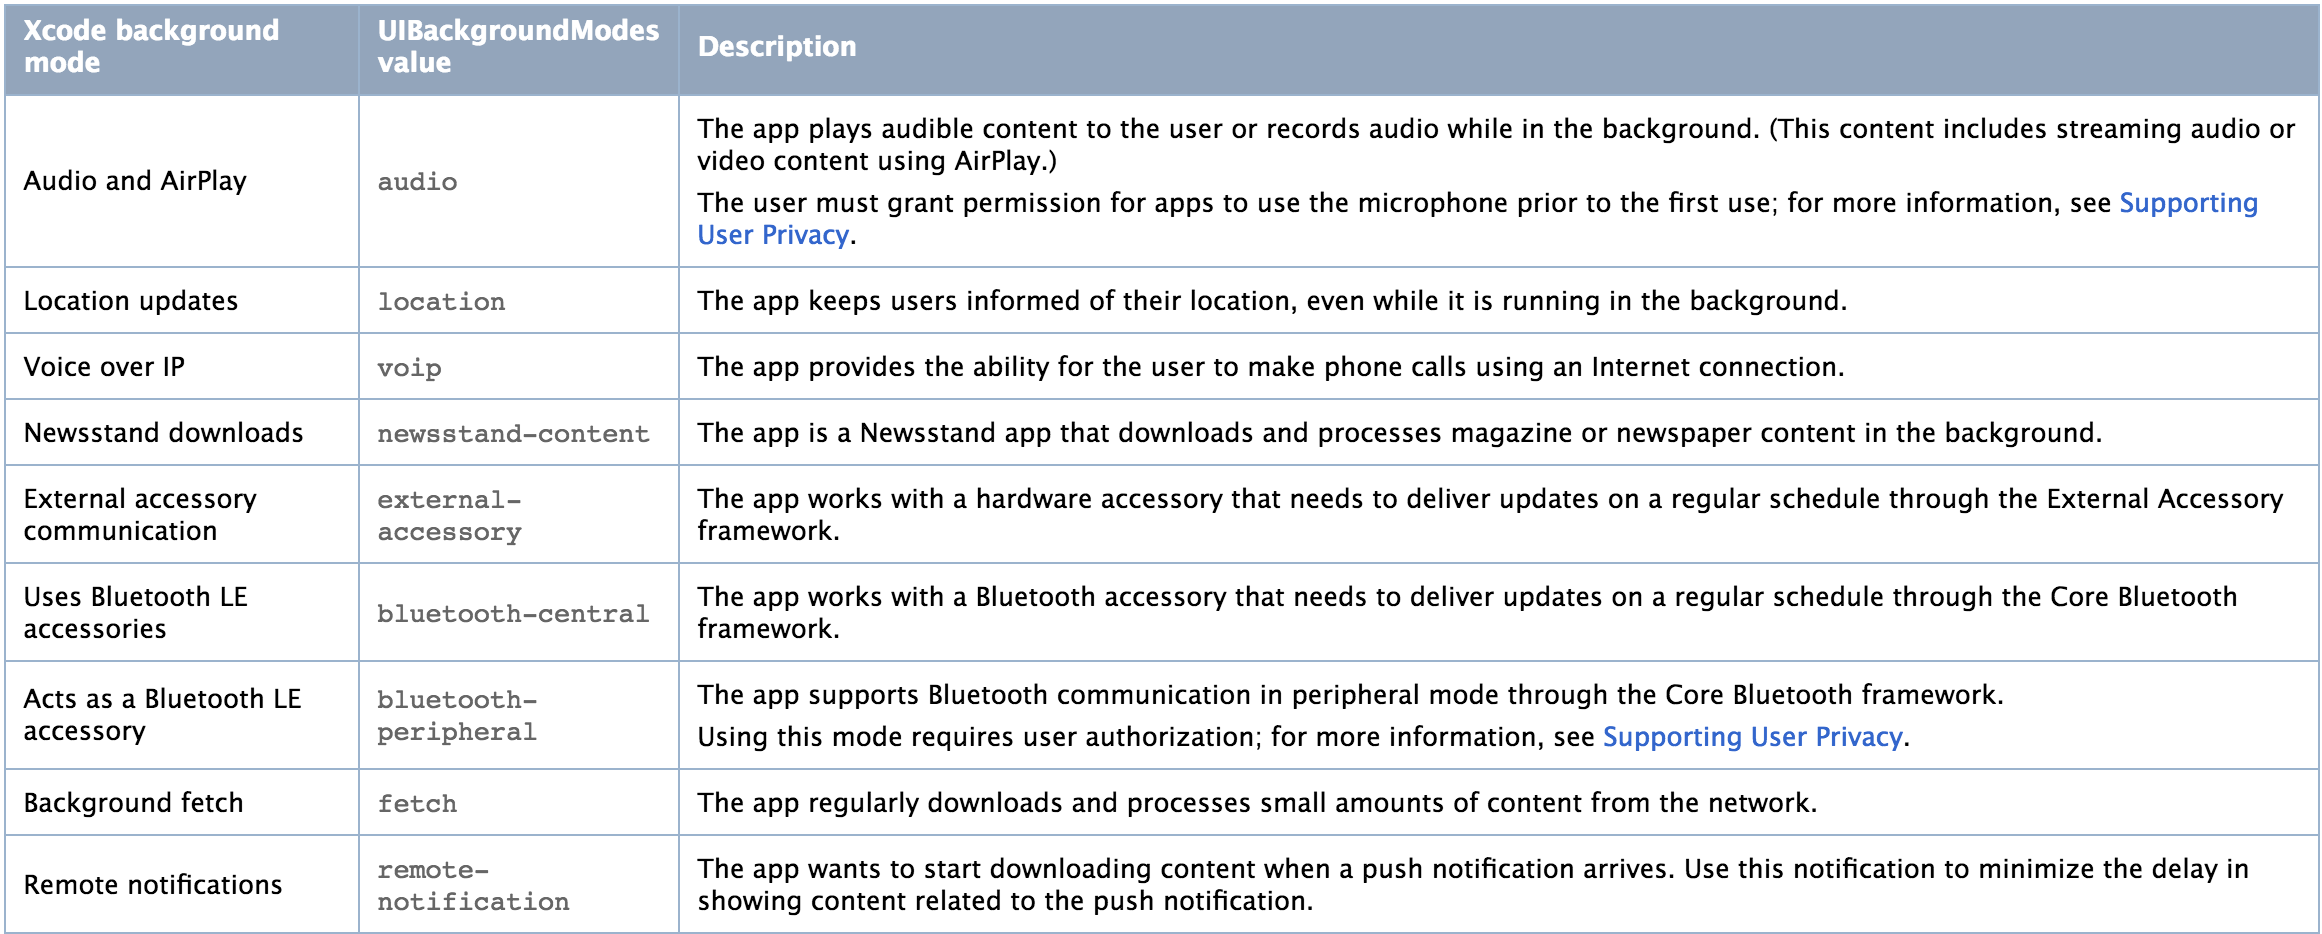 Xcode background
mode
UIBackgroundModes
value
Description
Audio and AirPlay
audio
The app plays audible content to the user or records audio while in the background. (This content includes streaming audio or
video content using AirPlay.)
The user must grant permission for apps to use the microphone prior to the first use; for more information, see Supporting
User Privacy.
Location updates
location
The app keeps users informed of their location, even while it is running in the background.
Voice over IP
voip
The app provides the ability for the user to make phone calls using an Internet connection.
Newsstand downloads
newsstand-content
The app is a Newsstand app that downloads and processes magazine or newspaper content in the background.
External accessory
communication
external-
accessory
The app works with a hardware accessory that needs to deliver updates on a regular schedule through the External Accessory
framework.
Uses Bluetooth LE
accessories
bluetooth-central
The app works with a Bluetooth accessory that needs to deliver updates on a regular schedule through the Core Bluetooth
framework.
Acts as a Bluetooth LE
accessory
bluetooth-
peripheral
The app supports Bluetooth communication in peripheral mode through the Core Bluetooth framework.
Using this mode requires user authorization; for more information, see Supporting User Privacy.
Background fetch
fetch
The app regularly downloads and processes small amounts of content from the network.
Remote notifications
remote-
notification
The app wants to start downloading content when a push notification arrives. Use this notification to minimize the delay in
showing content related to the push notification.